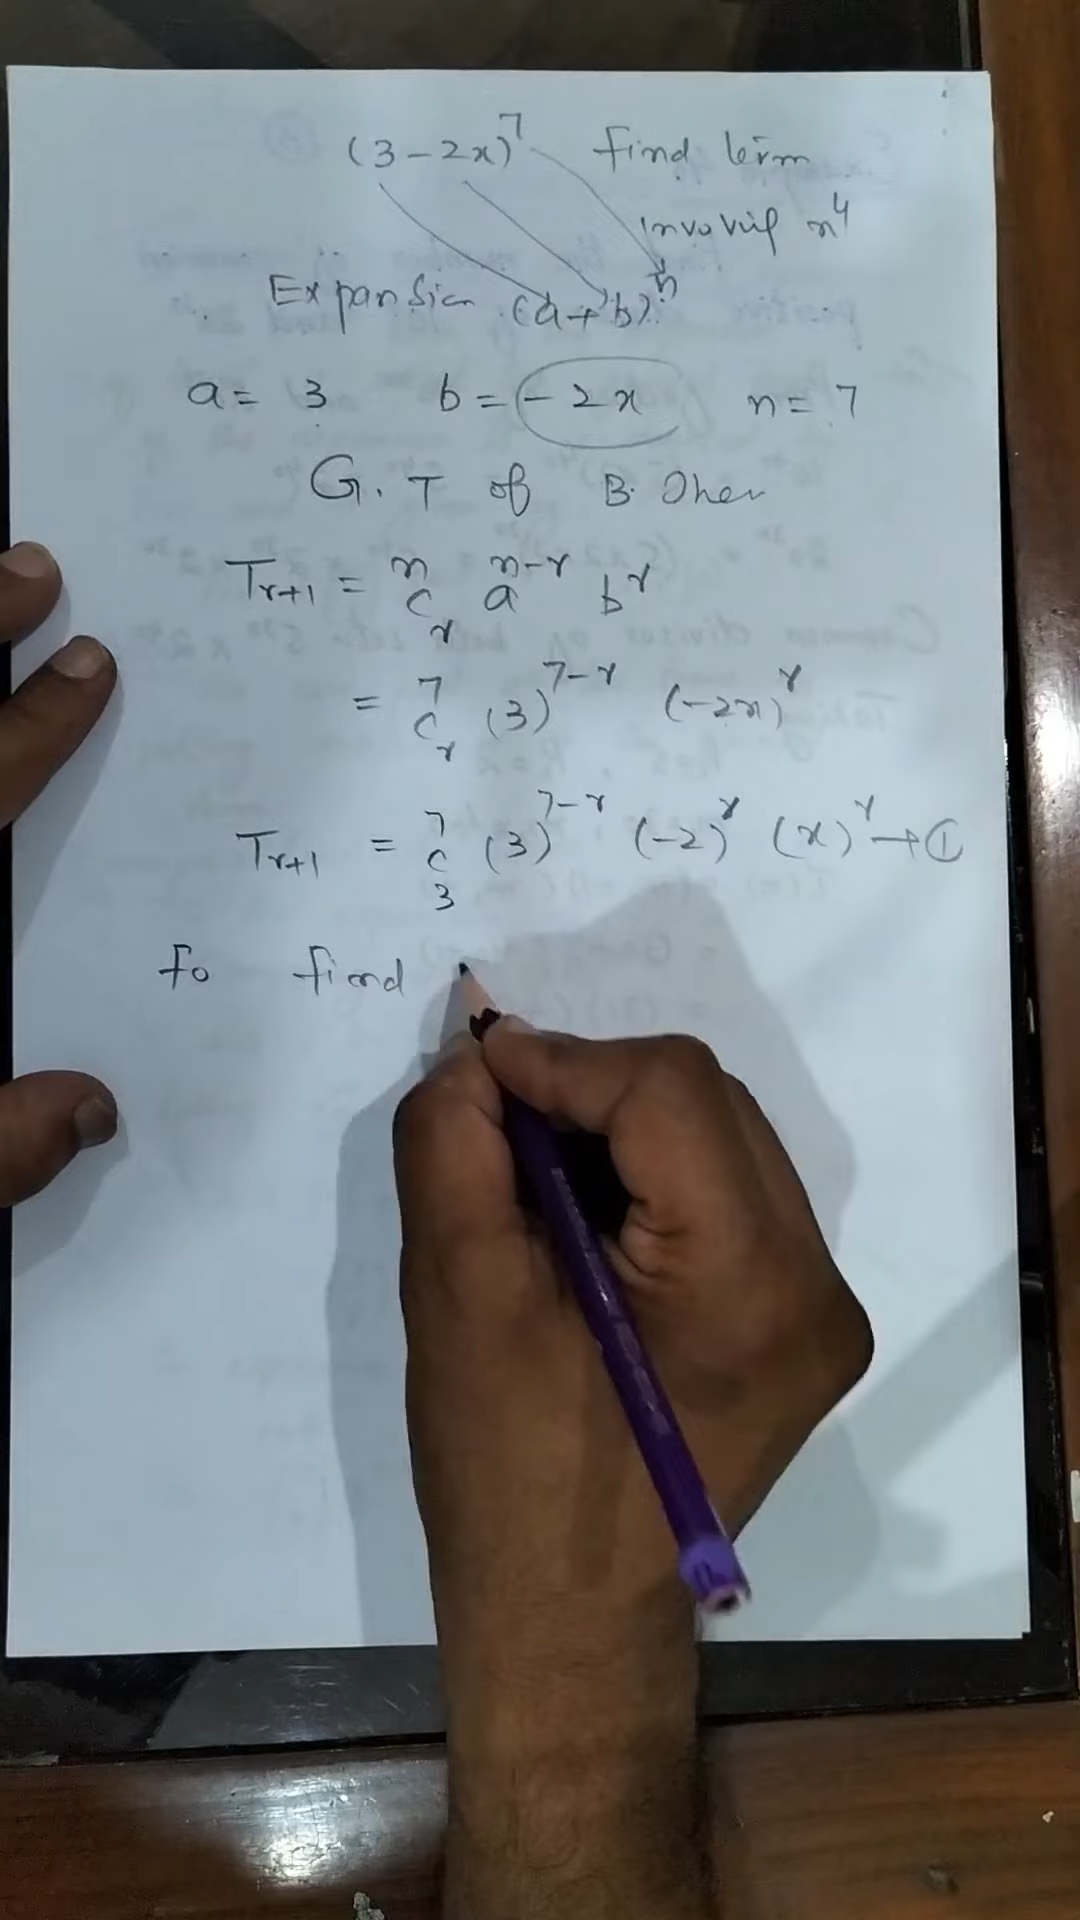 (3-2x)⁷ Find term
involvif x⁴
Expansion (a+b)ⁿ
a = 3 b = -2x n = 7
G.T of B. Ther
Tᵣ₊₁ = ⁿCᵣ aⁿ⁻ʳ bʳ
= ⁷Cᵣ (3)⁷⁻ʳ (-2x)ʳ
Tᵣ₊₁ = ⁷C₃ (3)⁷⁻ʳ (-2)ʳ (x)ʳ → ①
To find